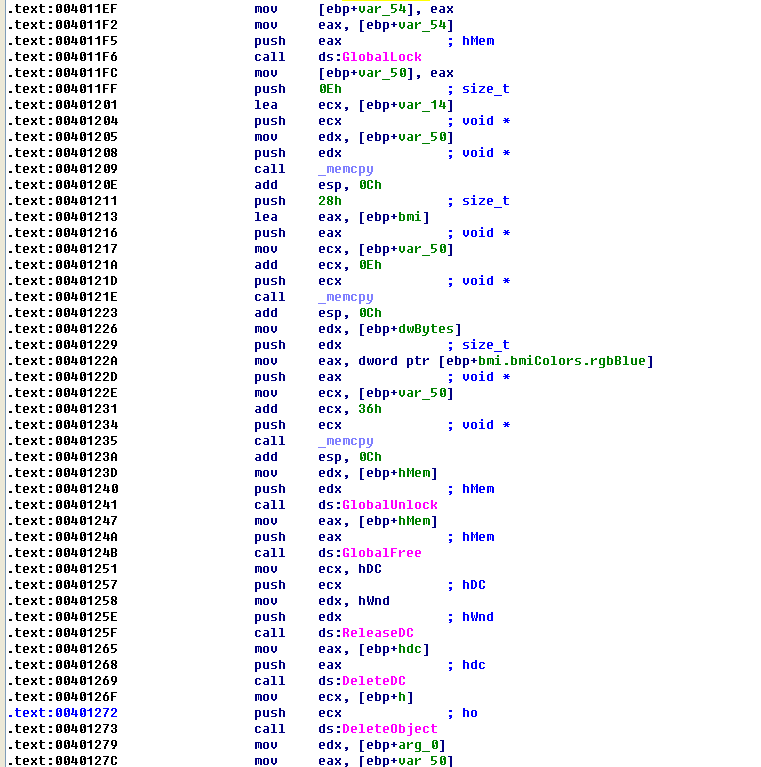 .text:004011EF mov [ebp+var_54], eax
.text:004011F2 mov eax, [ebp+var_54]
.text:004011F5 push eax ; hMem
.text:004011F6 call ds:GlobalLock
.text:004011FC mov [ebp+var_50], eax
.text:004011FF push 0Eh ; size_t
.text:00401201 lea ecx, [ebp+var_14]
.text:00401204 push ecx ; void *
.text:00401205 mov edx, [ebp+var_50]
.text:00401208 push edx ; void *
.text:00401209 call _memcpy
.text:0040120E add esp, 0Ch
.text:00401211 push 28h ; size_t
.text:00401213 lea eax, [ebp+bmi]
.text:00401216 push eax ; void *
.text:00401217 mov ecx, [ebp+var_50]
.text:0040121A add ecx, 0Eh
.text:0040121D push ecx ; void *
.text:0040121E call _memcpy
.text:00401223 add esp, 0Ch
.text:00401226 mov edx, [ebp+dwBytes]
.text:00401229 push edx ; size_t
.text:0040122A mov eax, dword ptr [ebp+bmi.bmiColors.rgbBlue]
.text:0040122D push eax ; void *
.text:0040122E mov ecx, [ebp+var_50]
.text:00401231 add ecx, 36h
.text:00401234 push ecx ; void *
.text:00401235 call _memcpy
.text:0040123A add esp, 0Ch
.text:0040123D mov edx, [ebp+hMem]
.text:00401240 push edx ; hMem
.text:00401241 call ds:GlobalUnlock
.text:00401247 mov eax, [ebp+hMem]
.text:0040124A push eax ; hMem
.text:0040124B call ds:GlobalFree
.text:00401251 mov ecx, hDC
.text:00401257 push ecx ; hDC
.text:00401258 mov edx, hWnd
.text:0040125E push edx ; hWnd
.text:0040125F call ds:ReleaseDC
.text:00401265 mov eax, [ebp+hdc]
.text:00401268 push eax ; hdc
.text:00401269 call ds:DeleteDC
.text:0040126F mov ecx, [ebp+h]
.text:00401272 push ecx ; ho
.text:00401273 call ds:DeleteObject
.text:00401279 mov edx, [ebp+arg_0]
.text:0040127C mov eax, [ebp+var_50]